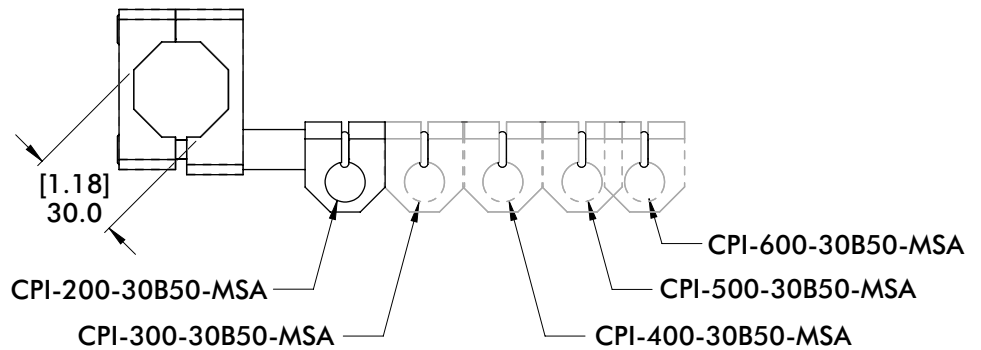 [1.18]
30.0
CPI-600-30B50-MSA
CPI-200-30B50-MSA
CPI-500-30B50-MSA
CPI-300-30B50-MSA
CPI-400-30B50-MSA